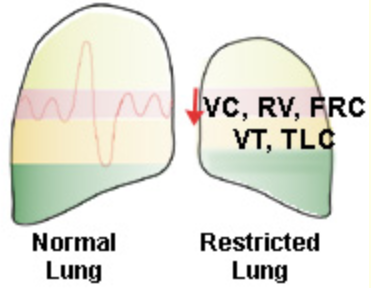 VC, RV, FRC
VT, TLC
Normal
Lung
Restricted
Lung